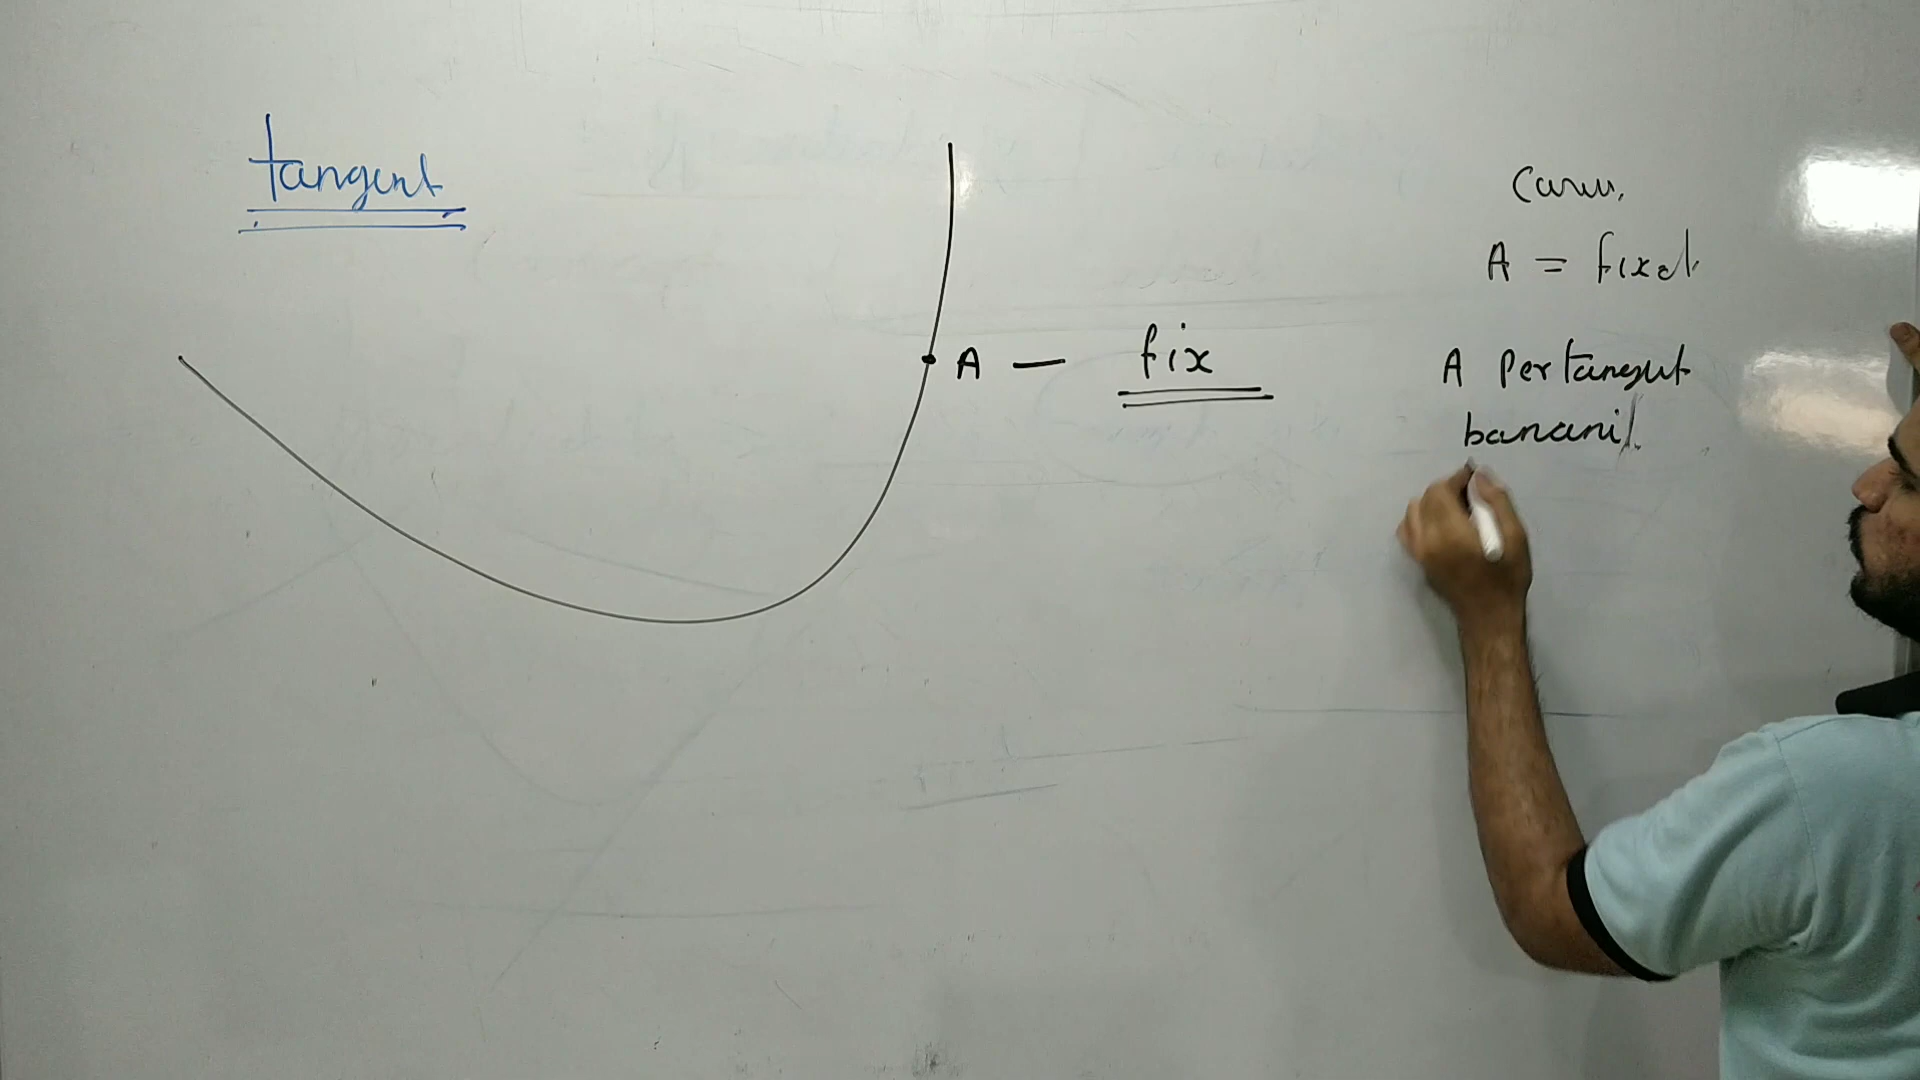 tangent
A — fix
Curve.
A = fixed.
A per tangent
banani